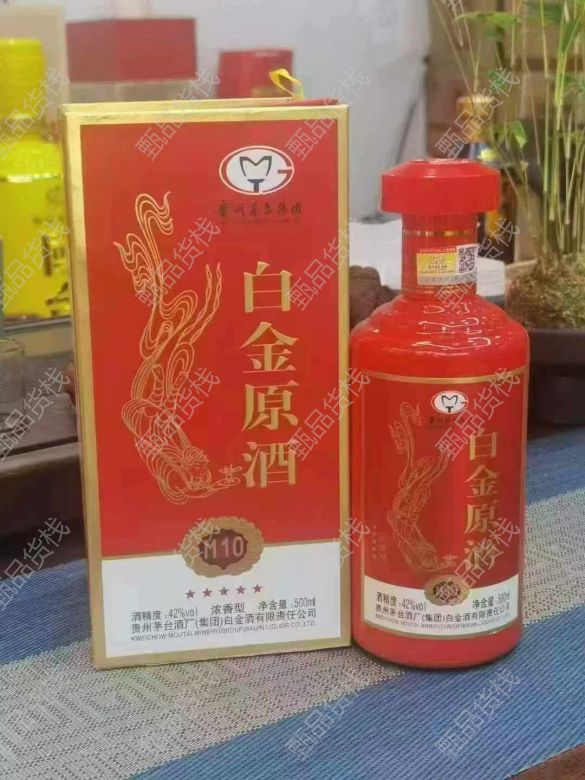 贵州茅台集团
白金原酒
M10
酒精度:42%vol 浓香型 净含量:500ml
贵州茅台酒厂(集团)白金酒有限责任公司
KWEICHOW MOUTAI WINERY(GROUP)BAIJIN LIQUOR CO.,LTD
白金原酒
酒精度:42%vol
净含量:500ml
贵州茅台酒厂(集团)白金酒有限责任公司
甄品货栈